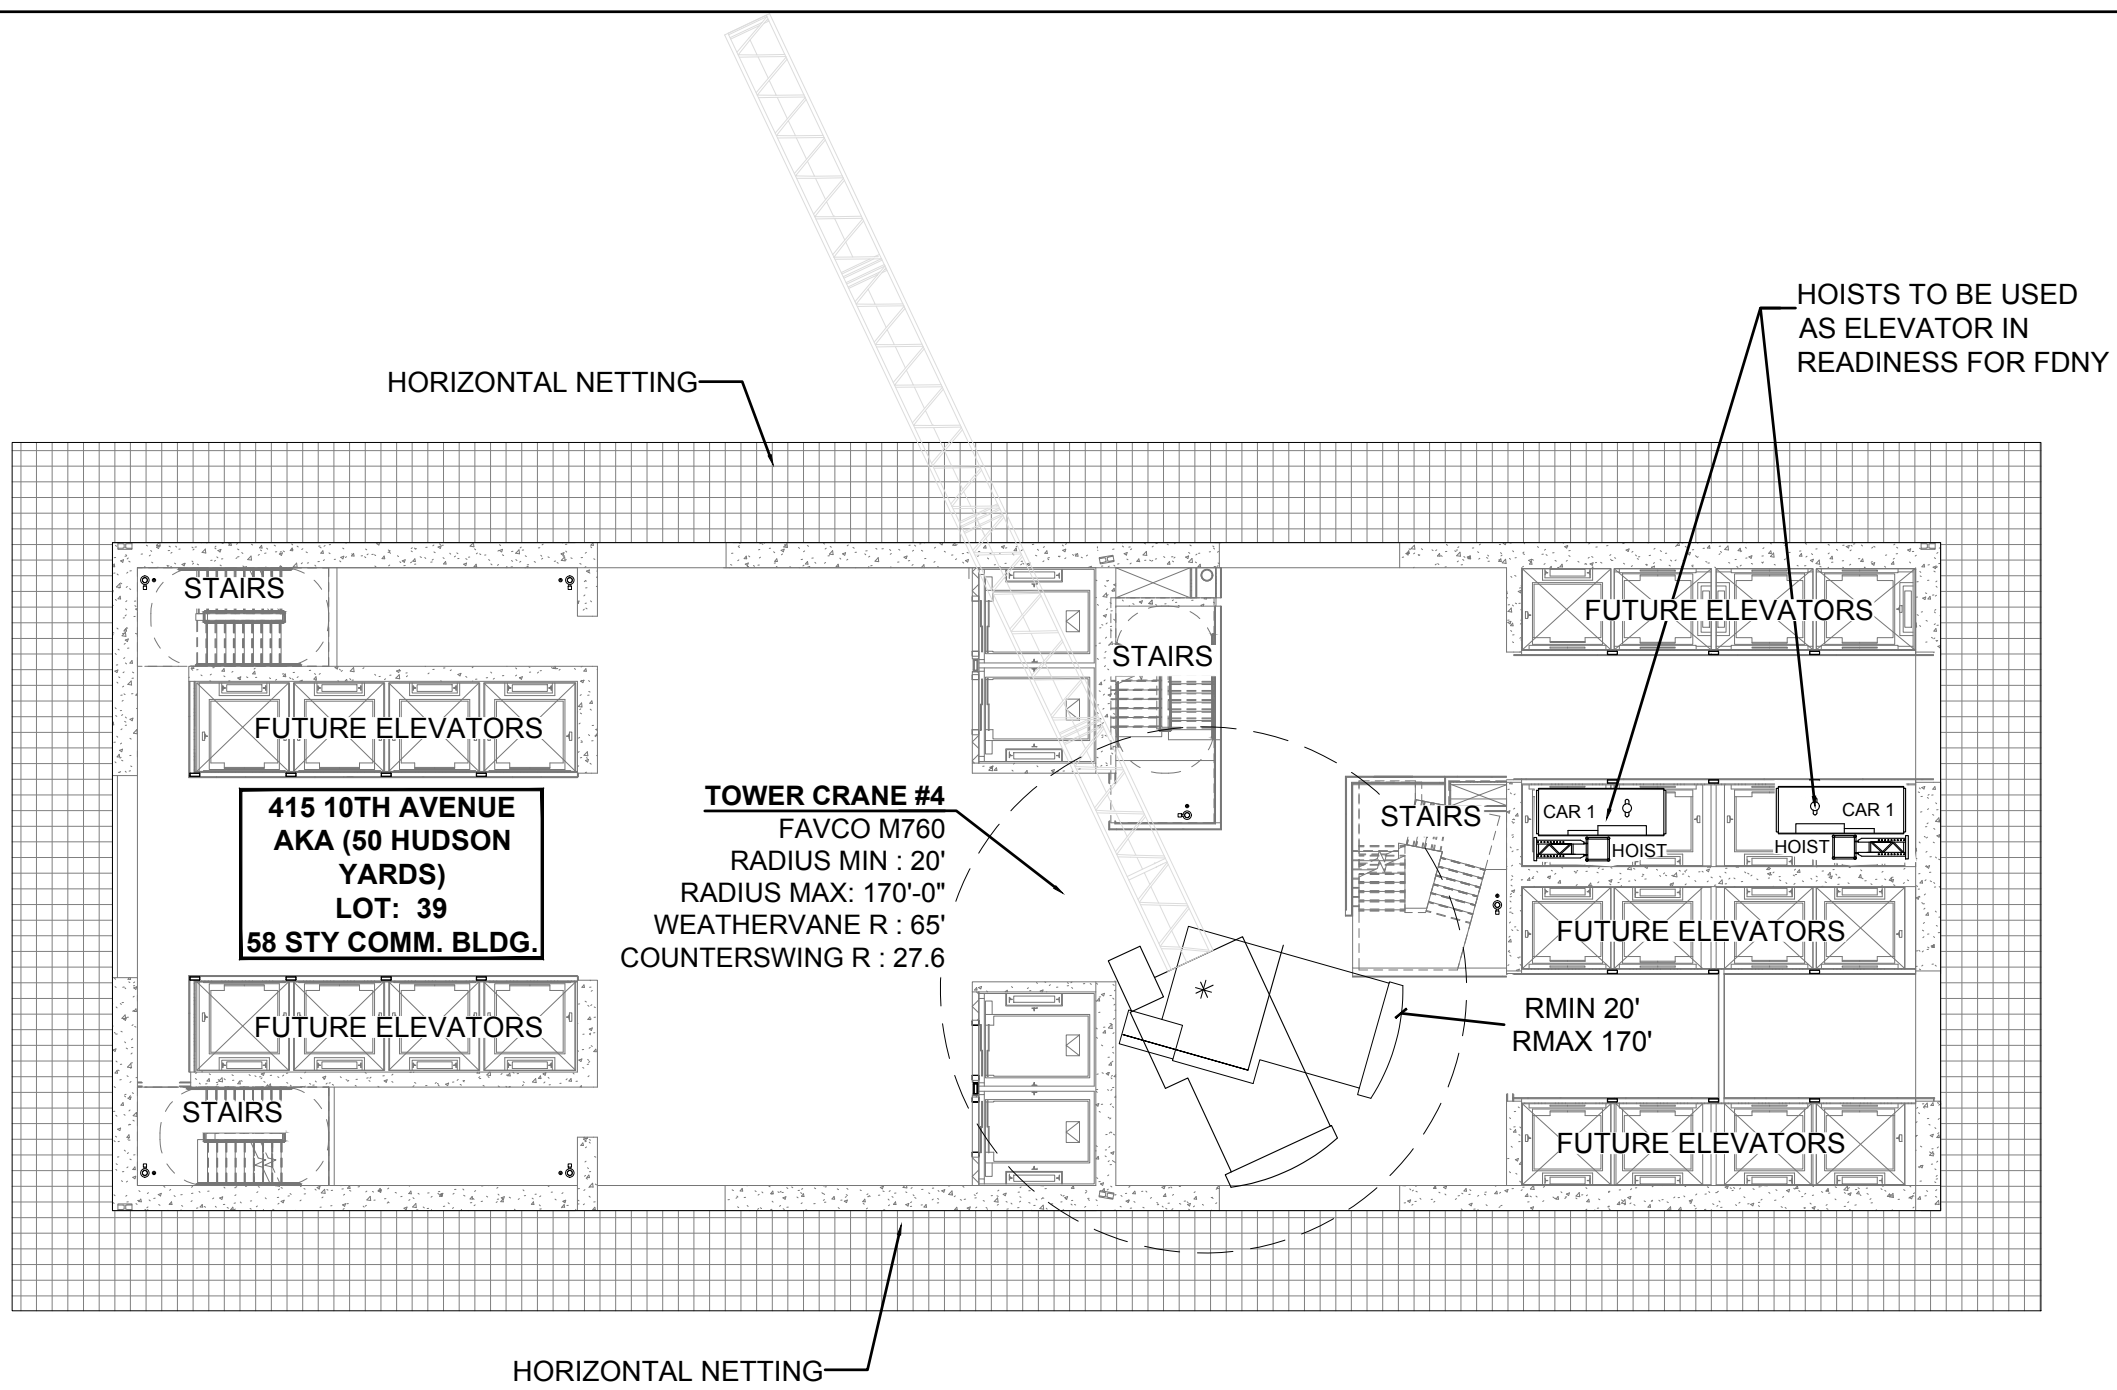 HOISTS TO BE USED
AS ELEVATOR IN
READINESS FOR FDNY
HORIZONTAL NETTING
STAIRS
FUTURE ELEVATORS
STAIRS
FUTURE ELEVATORS
415 10TH AVENUE
AKA (50 HUDSON
YARDS)
LOT: 39
58 STY COMM. BLDG.
TOWER CRANE #4
FAVCO M760
RADIUS MIN : 20'
RADIUS MAX: 170'-0"
WEATHERVANE R : 65'
COUNTERSWING R : 27.6
STAIRS
CAR 1
HOIST
CAR 1
HOIST
FUTURE ELEVATORS
RMIN 20'
RMAX 170'
FUTURE ELEVATORS
STAIRS
FUTURE ELEVATORS
HORIZONTAL NETTING